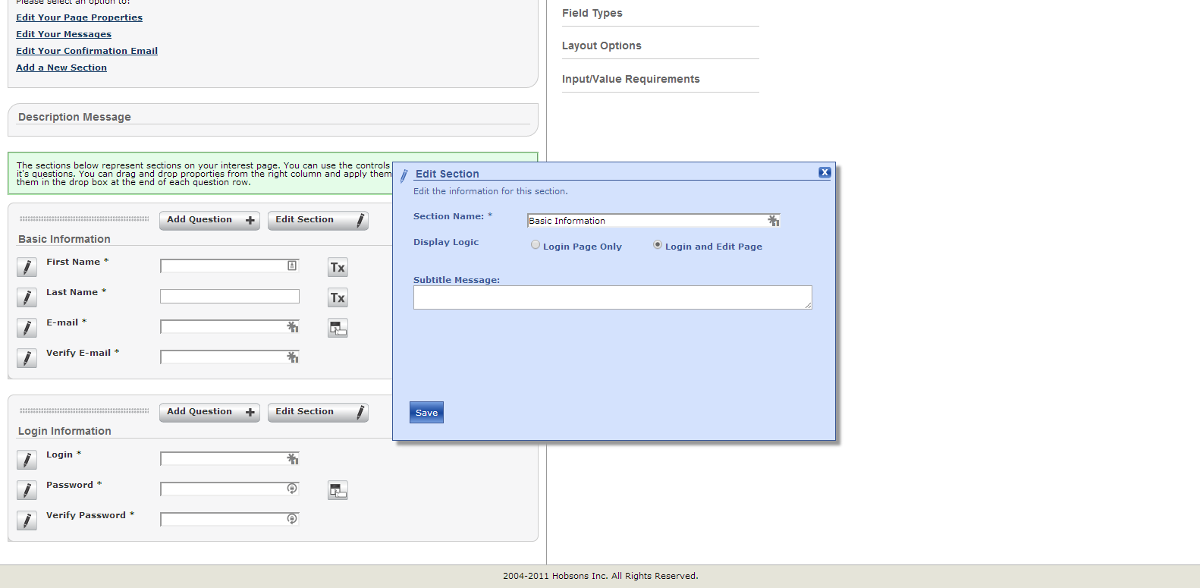 Please select an option to:
Edit Your Page Properties
Edit Your Messages
Edit Your Confirmation Email
Add a New Section
Description Message
The sections below represent sections on your interest page. You can use the controls
it's questions. You can drag and drop proporties from the right column and apply them
them in the drop box at the end of each question row.
Add Question
Edit Section
Basic Information
First Name *
Tx
Last Name *
Tx
E-mail *
Verify E-mail *
Add Question
Edit Section
Login Information
Login *
Password *
Verify Password *
Field Types
Layout Options
Input/Value Requirements
Edit Section
X
Edit the information for this section.
Section Name: *
Basic Information
Display Logic
Login Page Only
Login and Edit Page
Subtitle Message:
Save
2004-2011 Hobsons Inc. All Rights Reserved.